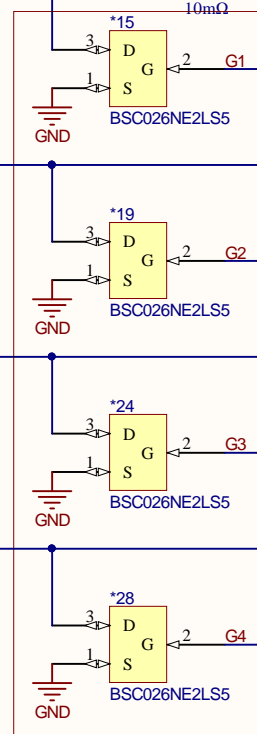 10mΩ
*15
3 D
G 2 G1
1 S
GND
BSC026NE2LS5
*19
3 D
G 2 G2
1 S
GND
BSC026NE2LS5
*24
3 D
G 2 G3
1 S
GND
BSC026NE2LS5
*28
3 D
G 2 G4
1 S
GND
BSC026NE2LS5